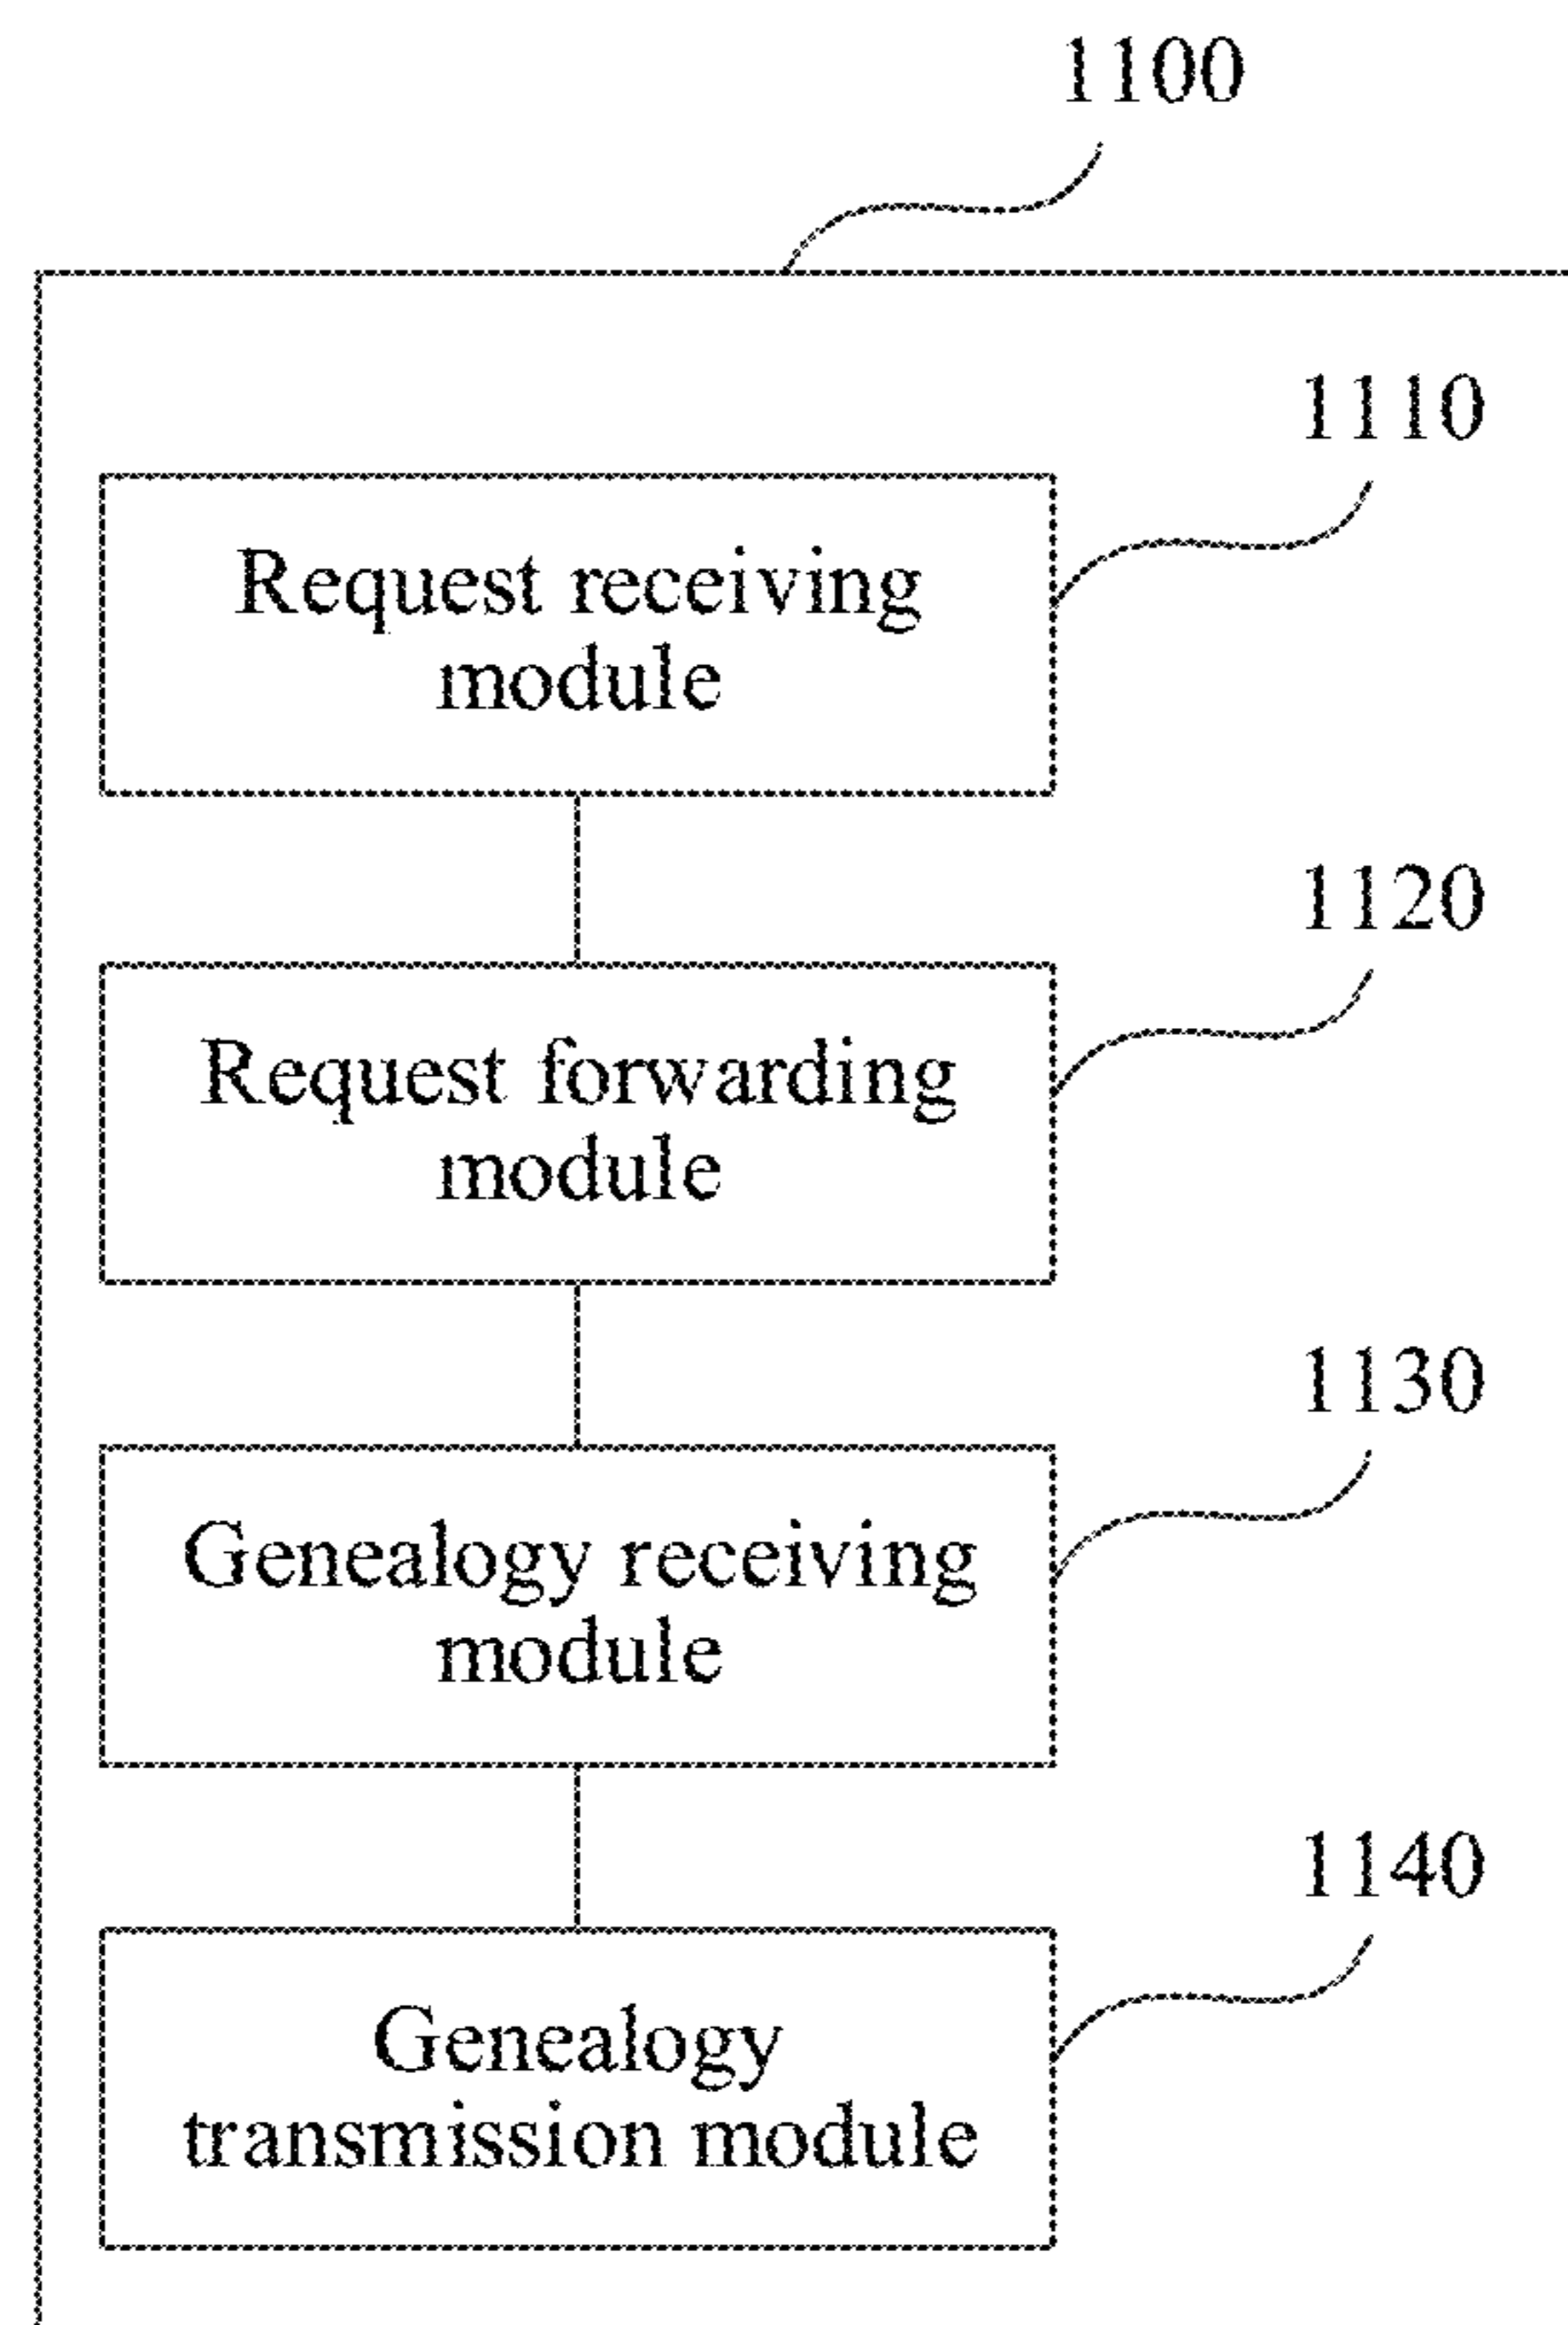 1100
1110
Request receiving
module
1120
Request forwarding
module
1130
Genealogy receiving
module
1140
Genealogy
transmission module